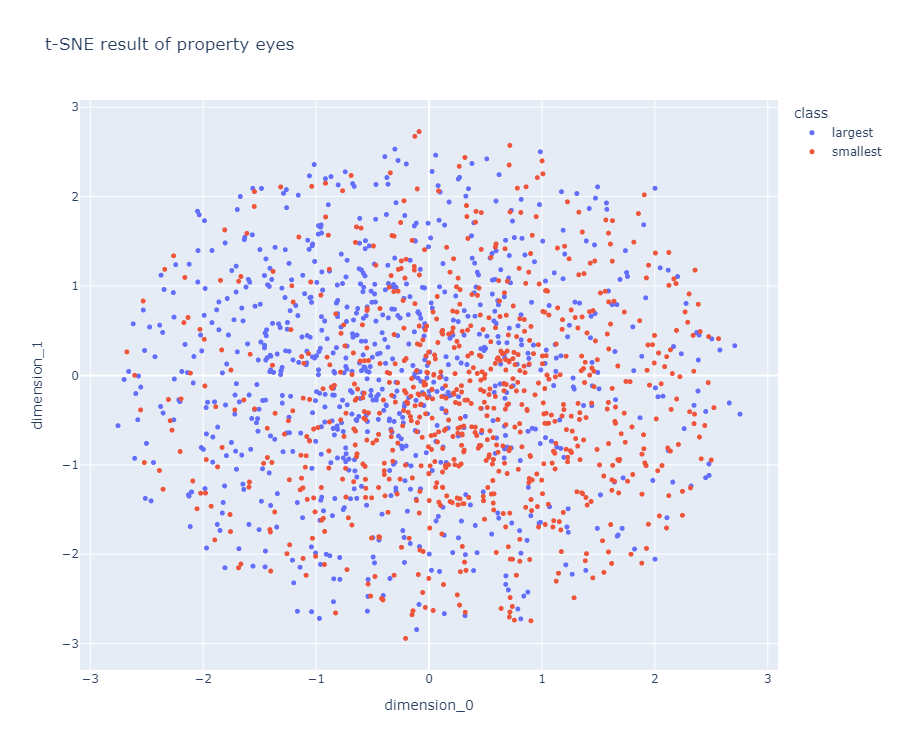 t-SNE result of property eyes
class
largest
smallest
3
2
1
0
−1
−2
−3
dimension_1
−3
−2
−1
0
1
2
3
dimension_0